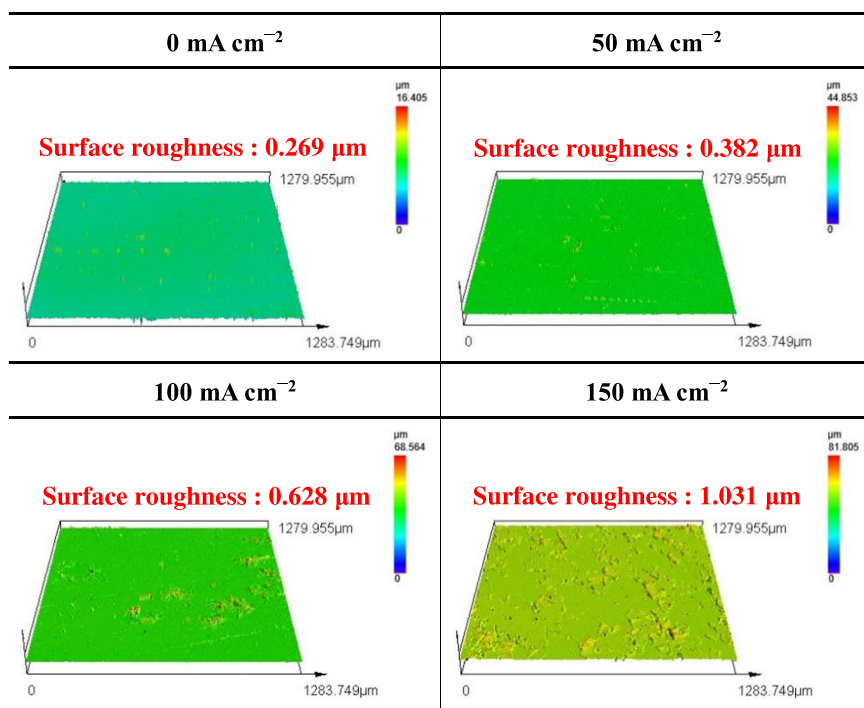 0 mA cm⁻²
50 mA cm⁻²
μm
16.405
Surface roughness : 0.269 μm
0
1279.955μm
0
1283.749μm
μm
44.853
Surface roughness : 0.382 μm
0
1279.955μm
0
1283.749μm
100 mA cm⁻²
150 mA cm⁻²
μm
68.564
Surface roughness : 0.628 μm
0
1279.955μm
0
1283.749μm
μm
81.805
Surface roughness : 1.031 μm
0
1279.955μm
0
1283.749μm